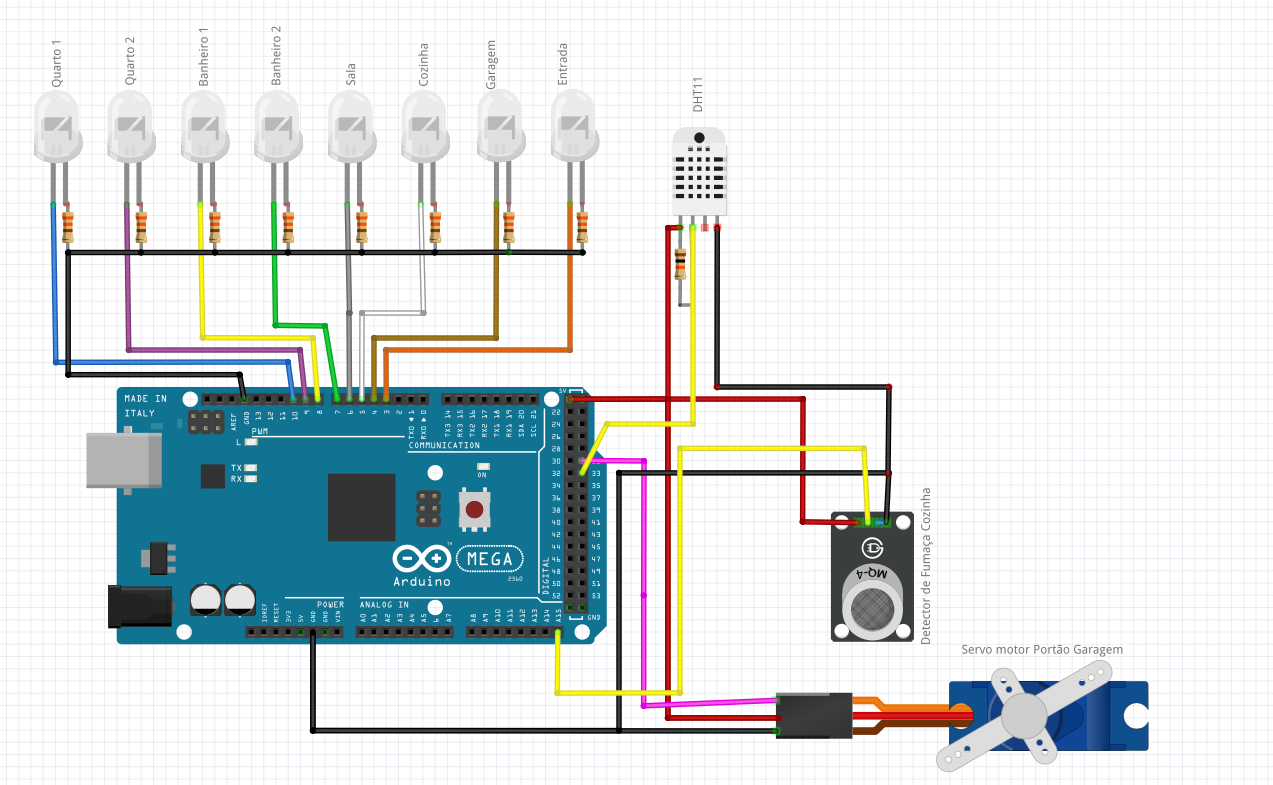 Quarto 1
Quarto 2
Banheiro 1
Banheiro 2
Sala
Cozinha
Garagem
Entrada
DHT11
MADE IN
ITALY
AREF
GND
13
12
11
10
9
8
7
6
5
4
3
2
TX0 ◀ 1
RX0 ▶ 0
TX3 14
RX3 15
TX2 16
RX2 17
TX1 18
RX1 19
SDA 20
SCL 21
5V
PWM
COMMUNICATION
L
TX
RX
ON
22
24
26
28
30
32
33
34
35
36
37
38
39
40
41
42
43
44
45
46
47
48
49
50
51
52
53
DIGITAL
GND
Arduino
TM
MEGA
2560
POWER
ANALOG IN
IOREF
RESET
3V3
5V
GND
GND
VIN
A0
A1
A2
A3
A4
A5
A7
A8
A9
A10
A11
A12
A13
A14
A15
MQ-4
Detector de Fumaça Cozinha
Servo motor Portão Garagem